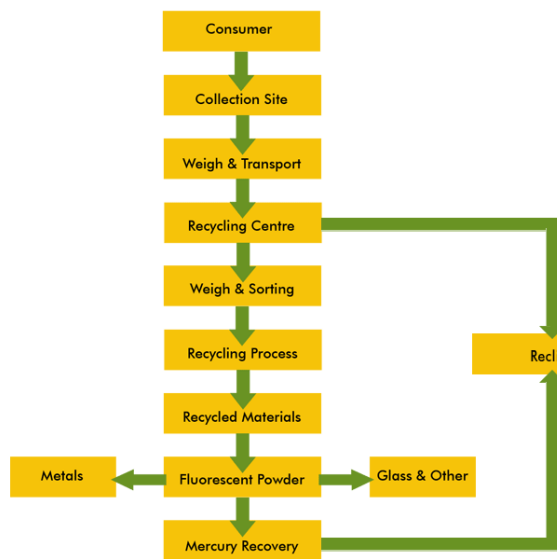 Consumer
Collection Site
Weigh & Transport
Recycling Centre
Weigh & Sorting
Recycling Process
Recl
Recycled Materials
Metals
Fluorescent Powder
Glass & Other
Mercury Recovery